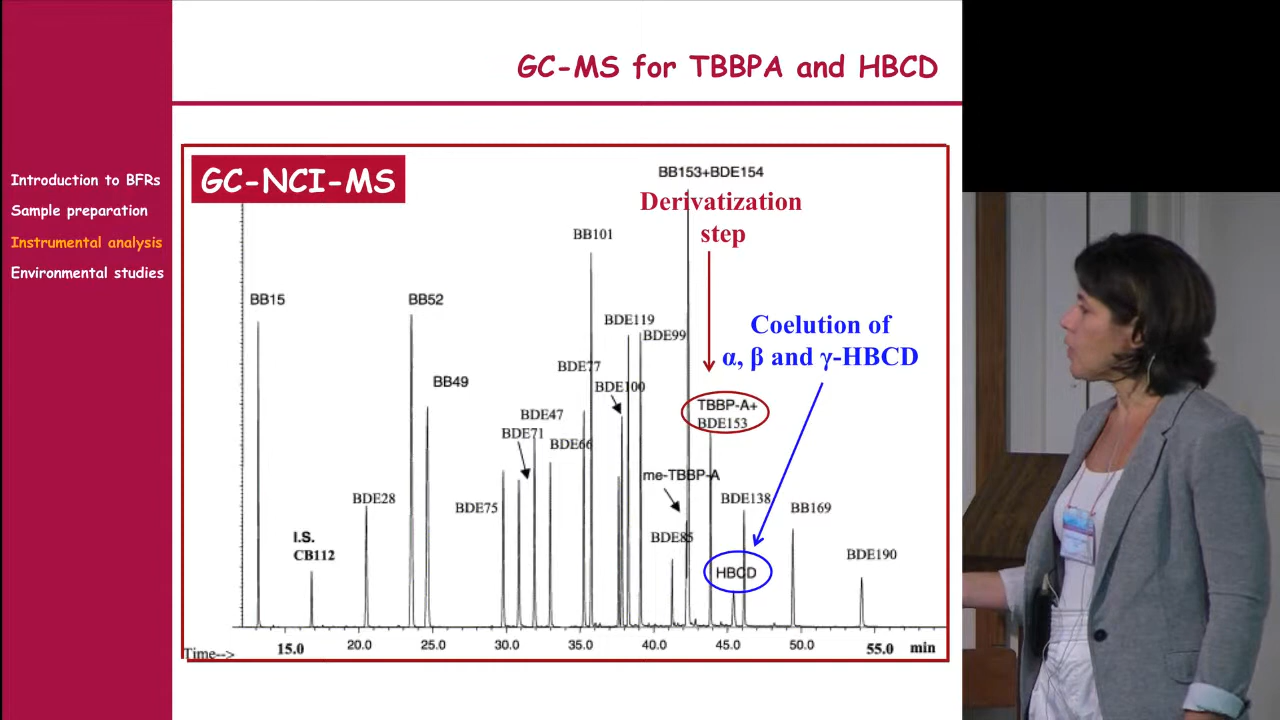 GC-MS for TBBPA and HBCD
Introduction to BFRs
Sample preparation
Instrumental analysis
Environmental studies
GC-NCI-MS
BB153+BDE154
Derivatization
step
BB101
BB15
BB52
BDE119
BDE99
Coelution of
α, β and γ-HBCD
BDE77
BB49
BDE100
TBBP-A+
BDE153
BDE47
BDE71
BDE66
me-TBBP-A
BDE28
BDE75
BDE138
BB169
I.S.
CB112
BDE85
BDE190
HBCD
Time-->
15.0
20.0
25.0
30.0
35.0
40.0
45.0
50.0
55.0
min